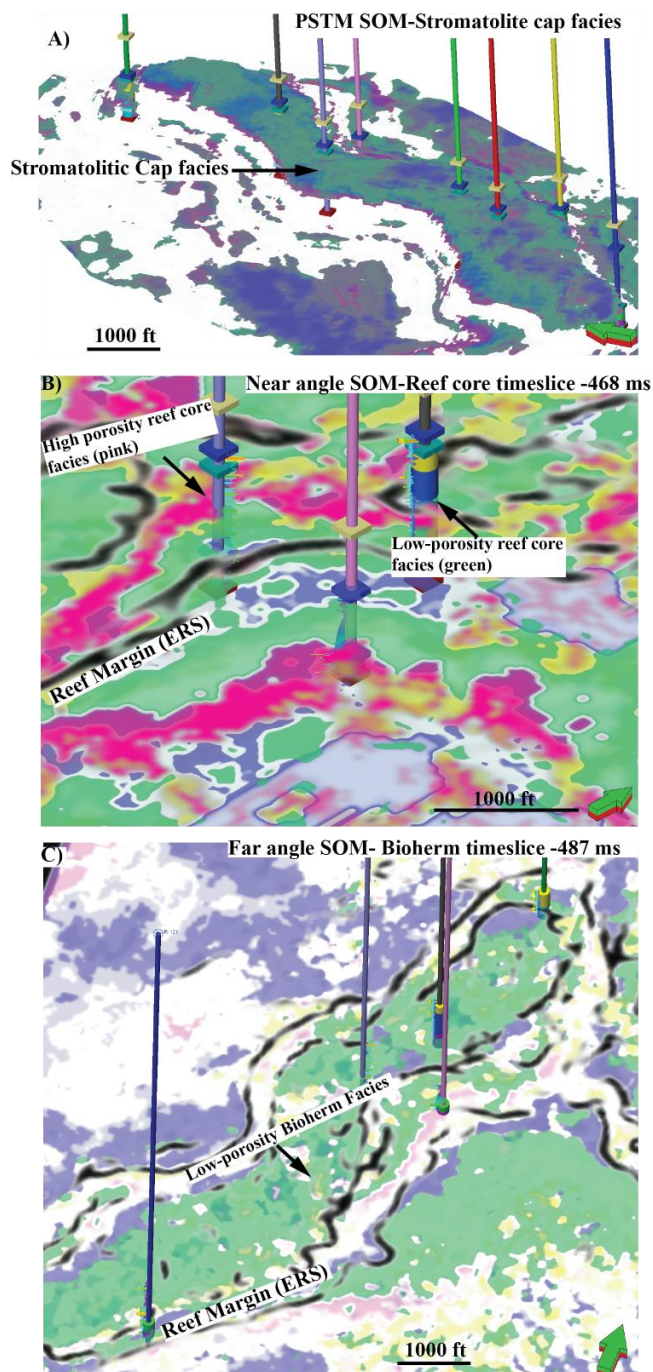 A)
PSTM SOM-Stromatolite cap facies
Stromatolitic Cap facies
1000 ft
B)
Near angle SOM-Reef core timeslice -468 ms
High porosity reef core
facies (pink)
Low-porosity reef core
facies (green)
Reef Margin (ERS)
1000 ft
C)
Far angle SOM- Bioherm timeslice -487 ms
Low-porosity Bioherm Facies
Reef Margin (ERS)
1000 ft